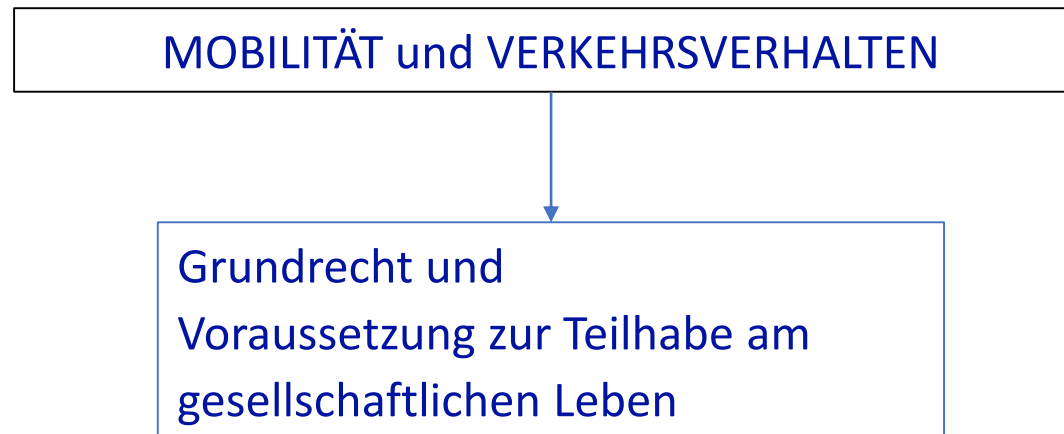 MOBILITÄT und VERKEHRSVERHALTEN
Grundrecht und
Voraussetzung zur Teilhabe am
gesellschaftlichen Leben